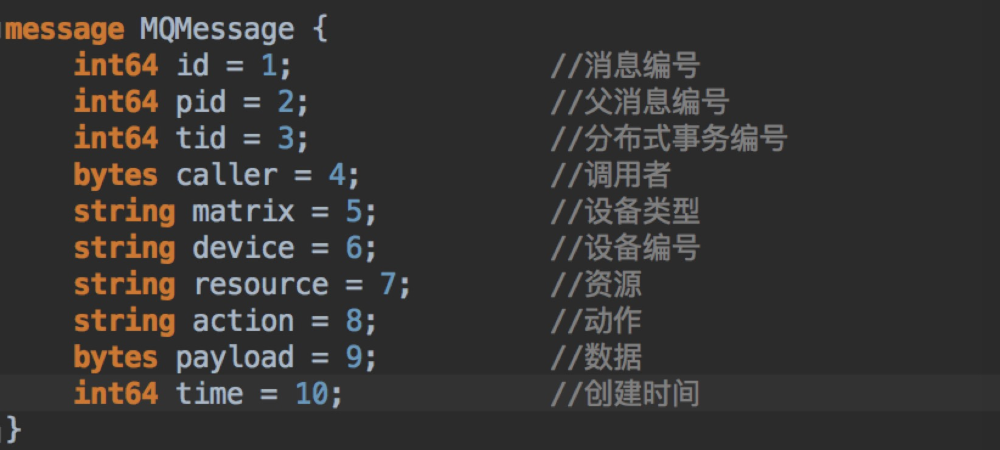 message MQMessage {
int64 id = 1; //消息编号
int64 pid = 2; //父消息编号
int64 tid = 3; //分布式事务编号
bytes caller = 4; //调用者
string matrix = 5; //设备类型
string device = 6; //设备编号
string resource = 7; //资源
string action = 8; //动作
bytes payload = 9; //数据
int64 time = 10; //创建时间
}